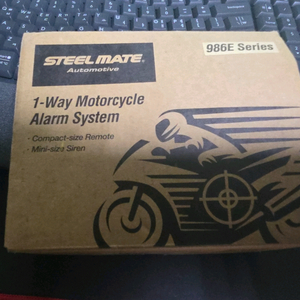 STEEL MATE
Automotive
986E Series
1-Way Motorcycle
Alarm System
· Compact-size Remote
· Mini-size Siren